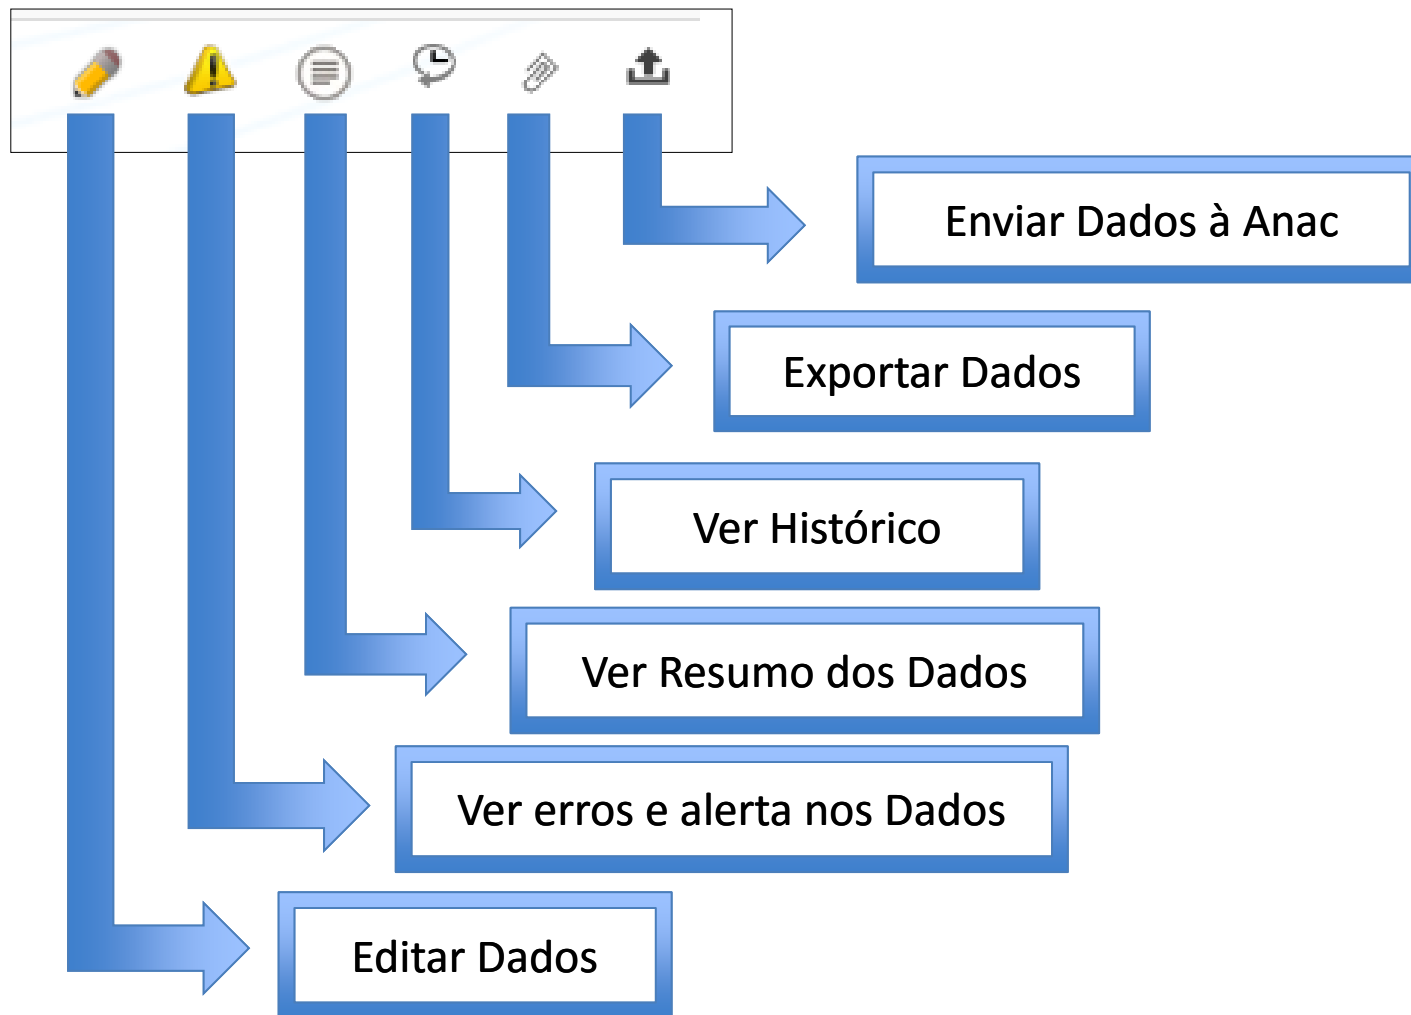 Enviar Dados à Anac
Exportar Dados
Ver Histórico
Ver Resumo dos Dados
Ver erros e alerta nos Dados
Editar Dados